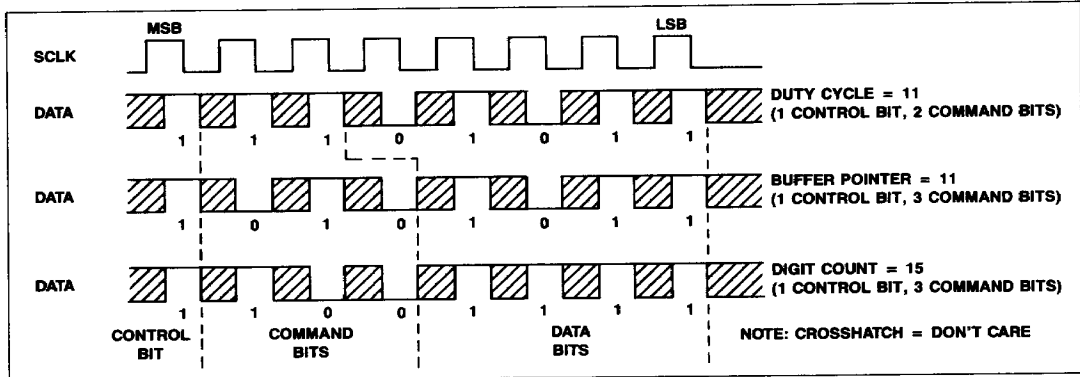 MSB LSB
SCLK
DATA
DUTY CYCLE = 11
(1 CONTROL BIT, 2 COMMAND BITS)
1 1 1 0 1 0 1 1
DATA
BUFFER POINTER = 11
(1 CONTROL BIT, 3 COMMAND BITS)
1 0 1 0 1 0 1 1
DATA
DIGIT COUNT = 15
(1 CONTROL BIT, 3 COMMAND BITS)
1 1 0 0 1 1 1 1
CONTROL
BIT
COMMAND
BITS
DATA
BITS
NOTE: CROSSHATCH = DON'T CARE